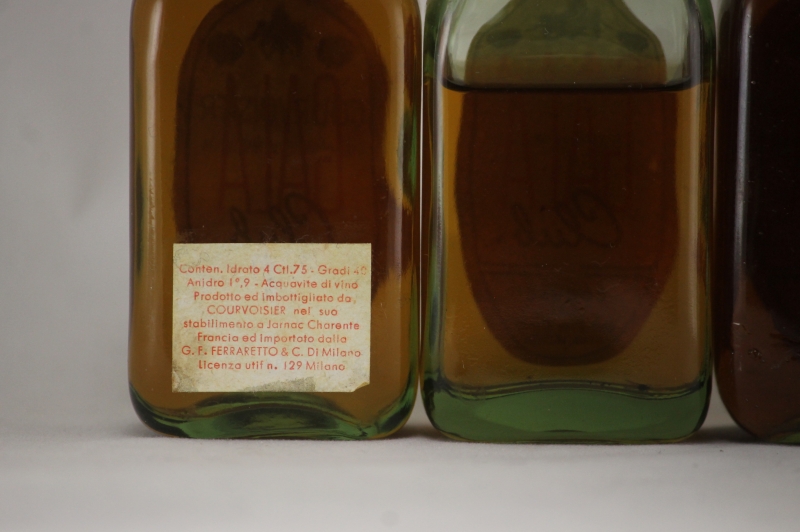 Conten. Idrato 4 Ctl.75 - Gradi 40
Anidro 1°,9 - Acquavite di vino
Prodotto ed imbottigliato da,
COURVOISIER nel suo
stabilimento a Jarnac Charente
Francia ed Importato dalla
G. F. FERRARETTO & C. DI Milano
Licenza utif n. 129 Milano